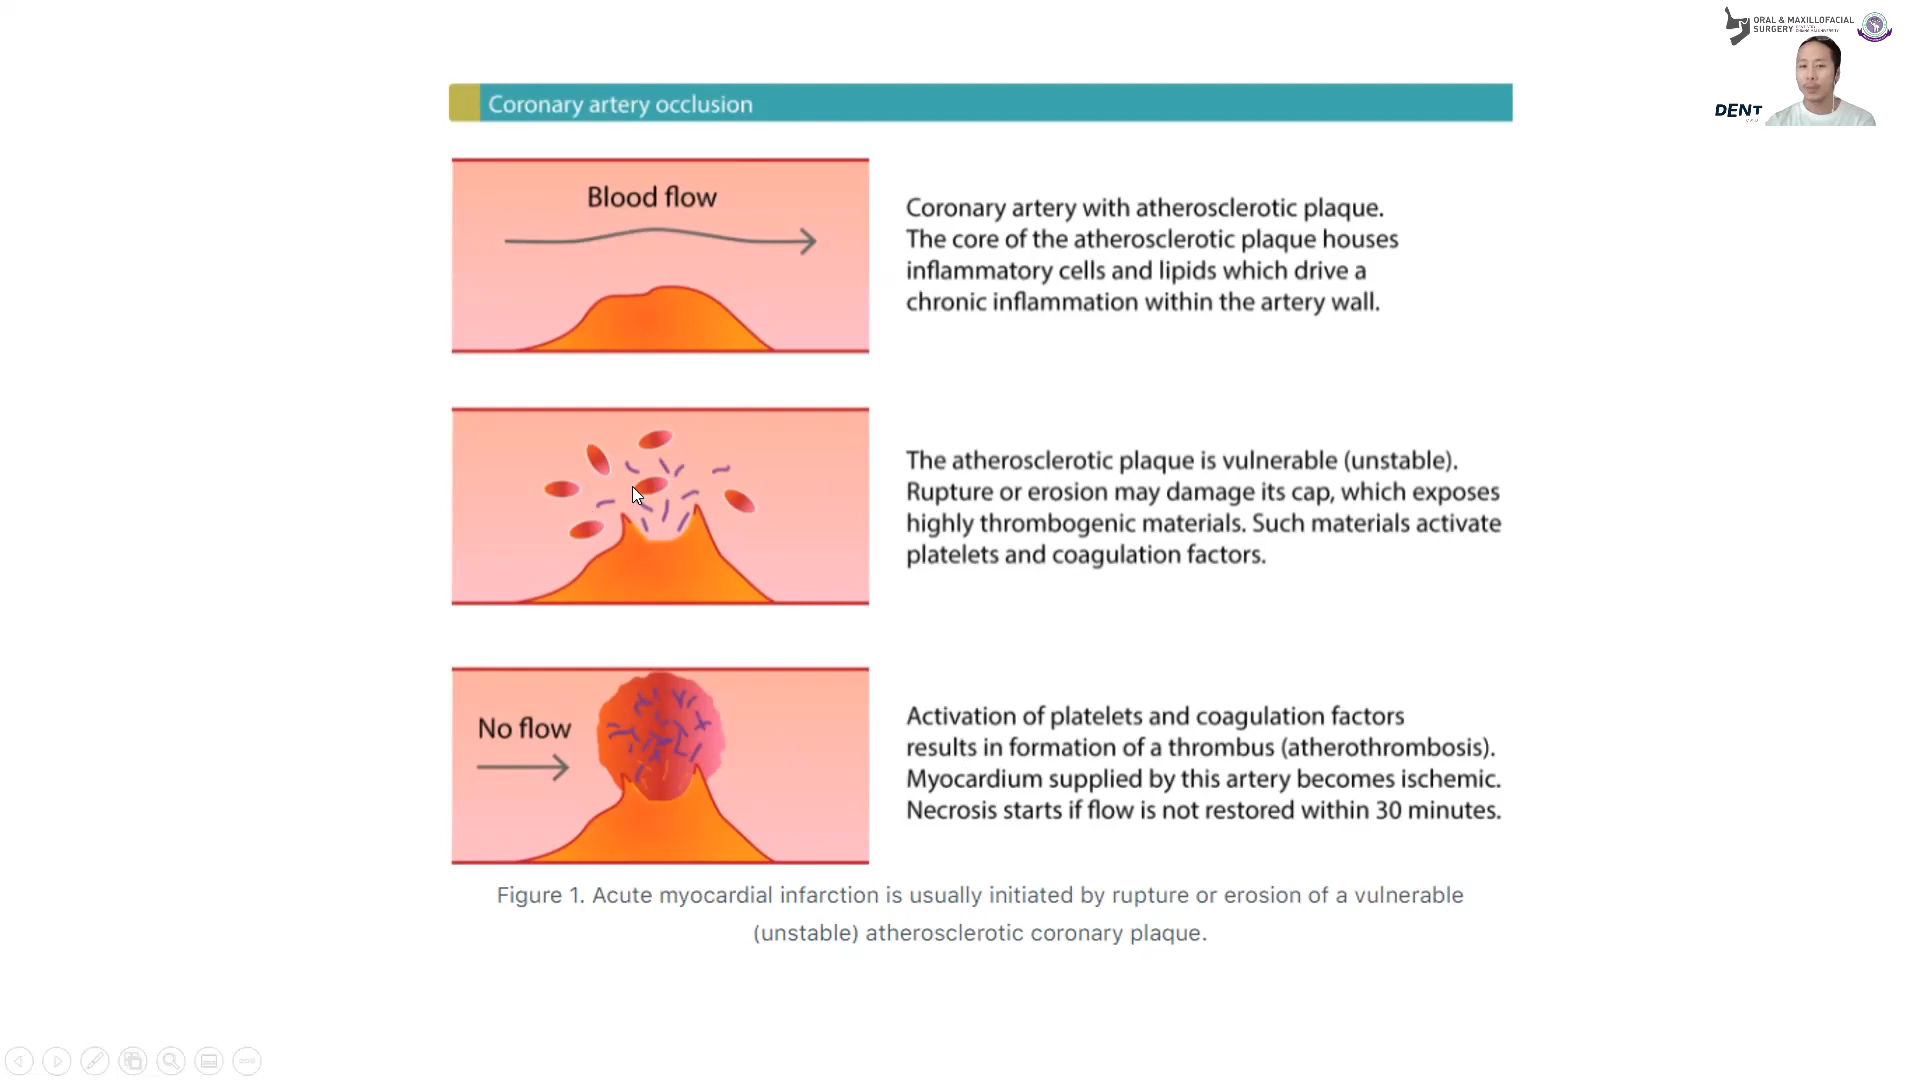 ORAL & MAXILLOFACIAL
SURGERY
DENT
Coronary artery occlusion
Blood flow
Coronary artery with atherosclerotic plaque.
The core of the atherosclerotic plaque houses
inflammatory cells and lipids which drive a
chronic inflammation within the artery wall.
The atherosclerotic plaque is vulnerable (unstable).
Rupture or erosion may damage its cap, which exposes
highly thrombogenic materials. Such materials activate
platelets and coagulation factors.
No flow
Activation of platelets and coagulation factors
results in formation of a thrombus (atherothrombosis).
Myocardium supplied by this artery becomes ischemic.
Necrosis starts if flow is not restored within 30 minutes.
Figure 1. Acute myocardial infarction is usually initiated by rupture or erosion of a vulnerable
(unstable) atherosclerotic coronary plaque.